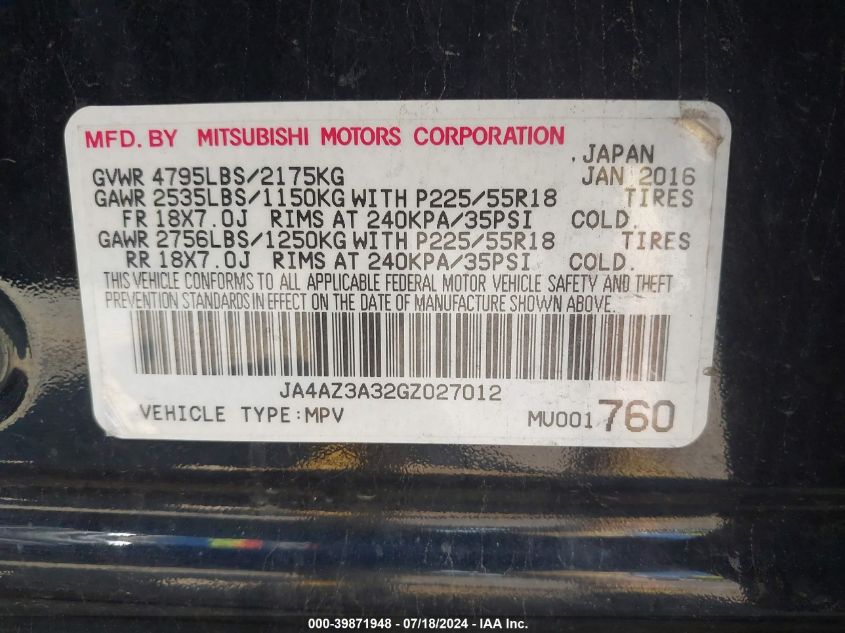 MFD. BY MITSUBISHI MOTORS CORPORATION
. JAPAN
GVWR 4795LBS/2175KG JAN 2016
GAWR 2535LBS/1150KG WITH P225/55R18 TIRES
FR 18X7.0J RIMS AT 240KPA/35PSI COLD.
GAWR 2756LBS/1250KG WITH P225/55R18 TIRES
RR 18X7.0J RIMS AT 240KPA/35PSI COLD.
THIS VEHICLE CONFORMS TO ALL APPLICABLE FEDERAL MOTOR VEHICLE SAFETY AND THEFT
PREVENTION STANDARDS IN EFFECT ON THE DATE OF MANUFACTURE SHOWN ABOVE.
JA4AZ3A32GZ027012
VEHICLE TYPE:MPV MU001760
000-39871948 - 07/18/2024 - IAA Inc.